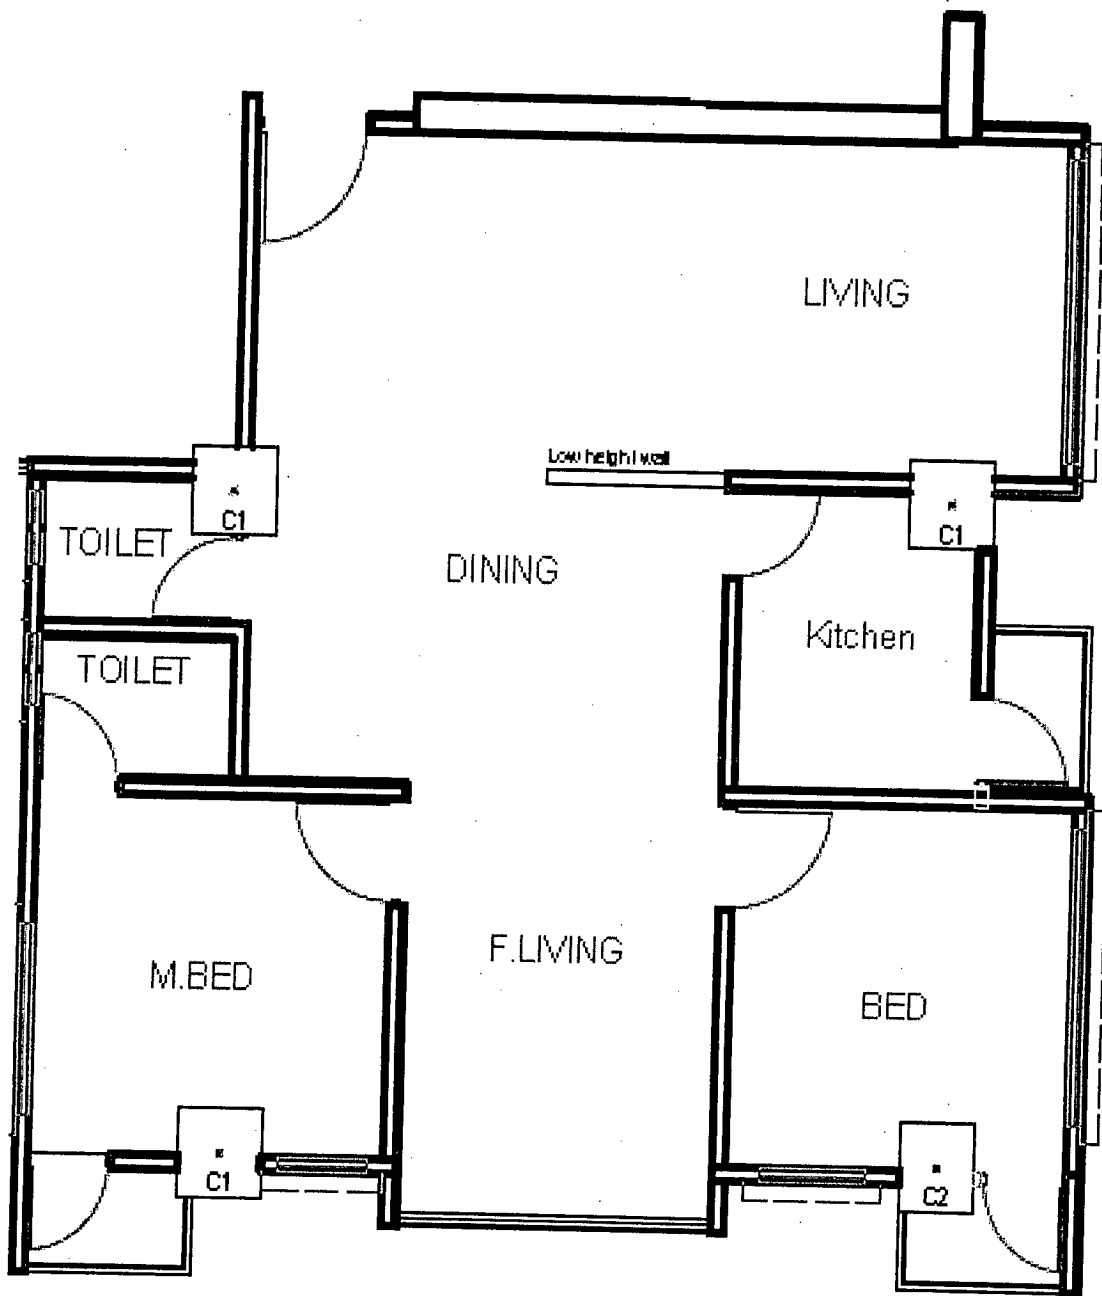 LIVING
Low height wall
C1
C1
TOILET
DINING
Kitchen
TOILET
F.LIVING
M.BED
BED
C1
C2